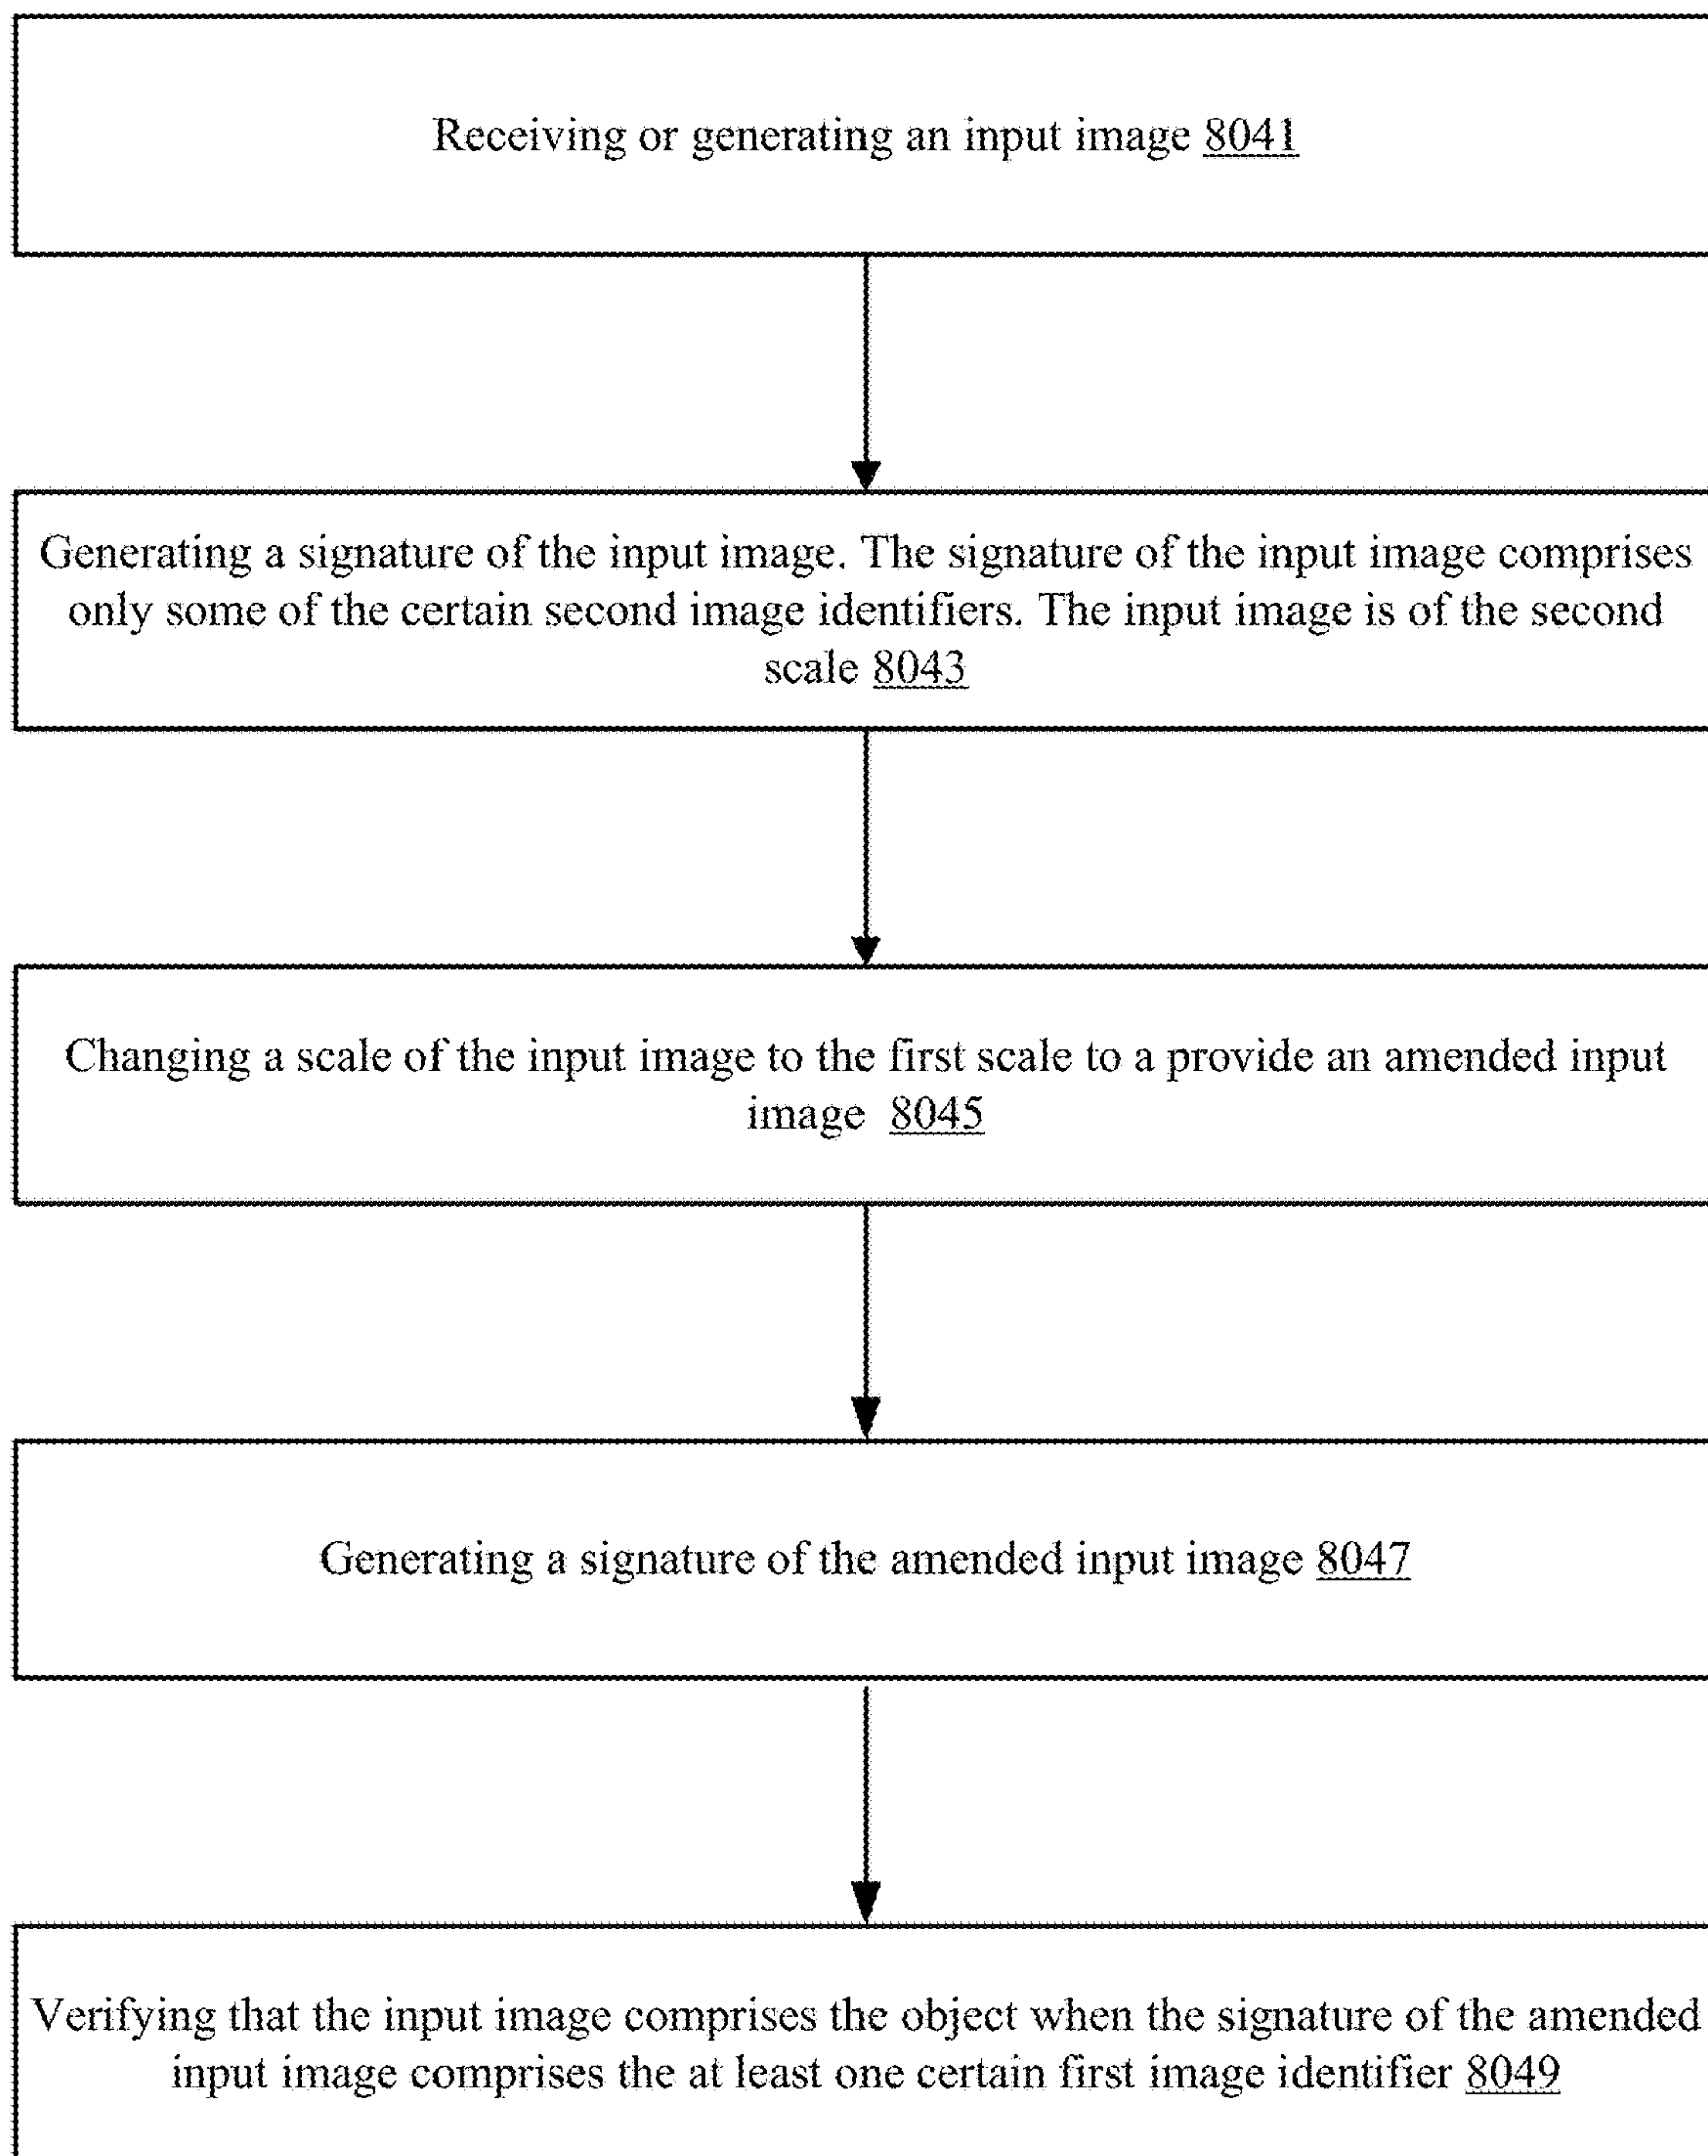 Receiving or generating an input image 8041
Generating a signature of the input image. The signature of the input image comprises
only some of the certain second image identifiers. The input image is of the second
scale 8043
Changing a scale of the input image to the first scale to a provide an amended input
image 8045
Generating a signature of the amended input image 8047
Verifying that the input image comprises the object when the signature of the amended
input image comprises the at least one certain first image identifier 8049